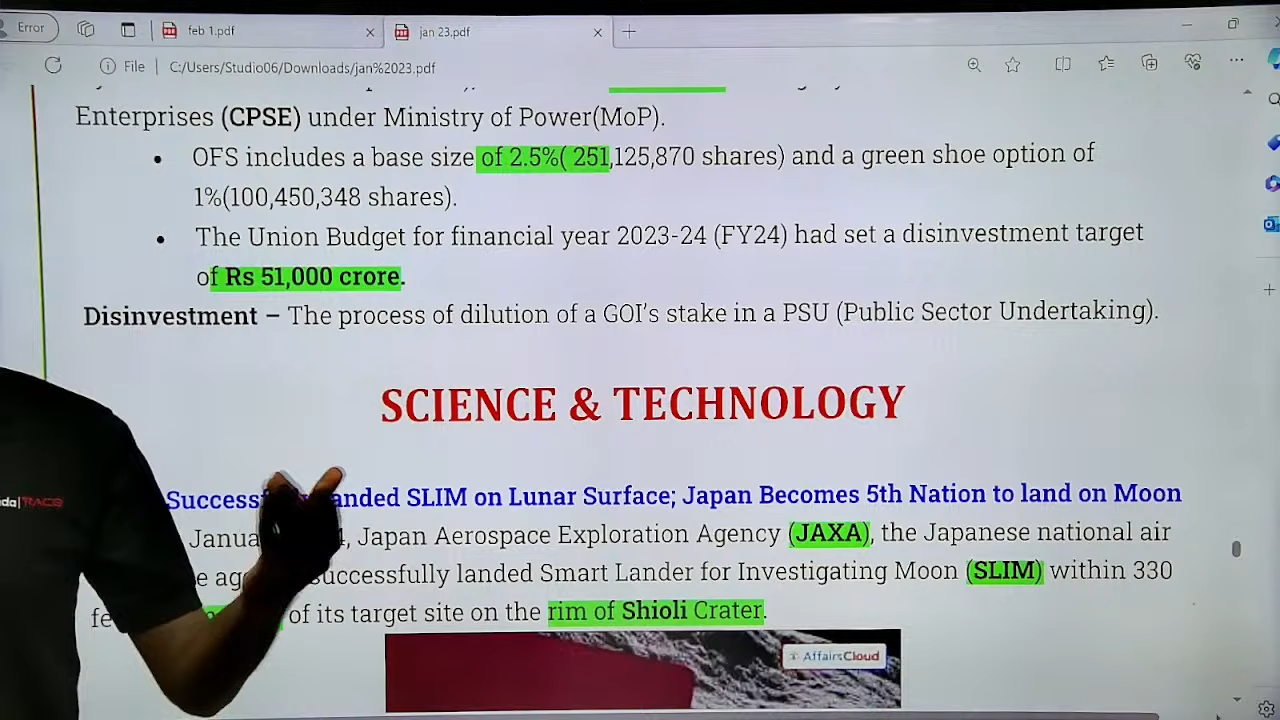 Error
feb 1.pdf
jan 23.pdf
File
C:/Users/Studio06/Downloads/jan%2023.pdf
Enterprises (CPSE) under Ministry of Power(MoP).
• OFS includes a base size of 2.5%( 251,125,870 shares) and a green shoe option of
1%(100,450,348 shares).
• The Union Budget for financial year 2023-24 (FY24) had set a disinvestment target
of Rs 51,000 crore.
Disinvestment – The process of dilution of a GOI's stake in a PSU (Public Sector Undertaking).
SCIENCE & TECHNOLOGY
SLIM on Lunar Surface; Japan Becomes 5th Nation to land on Moon
Japan Aerospace Exploration Agency (JAXA), the Japanese national air
landed Smart Lander for Investigating Moon (SLIM) within 330
of its target site on the rim of Shioli Crater.
AffairsCloud